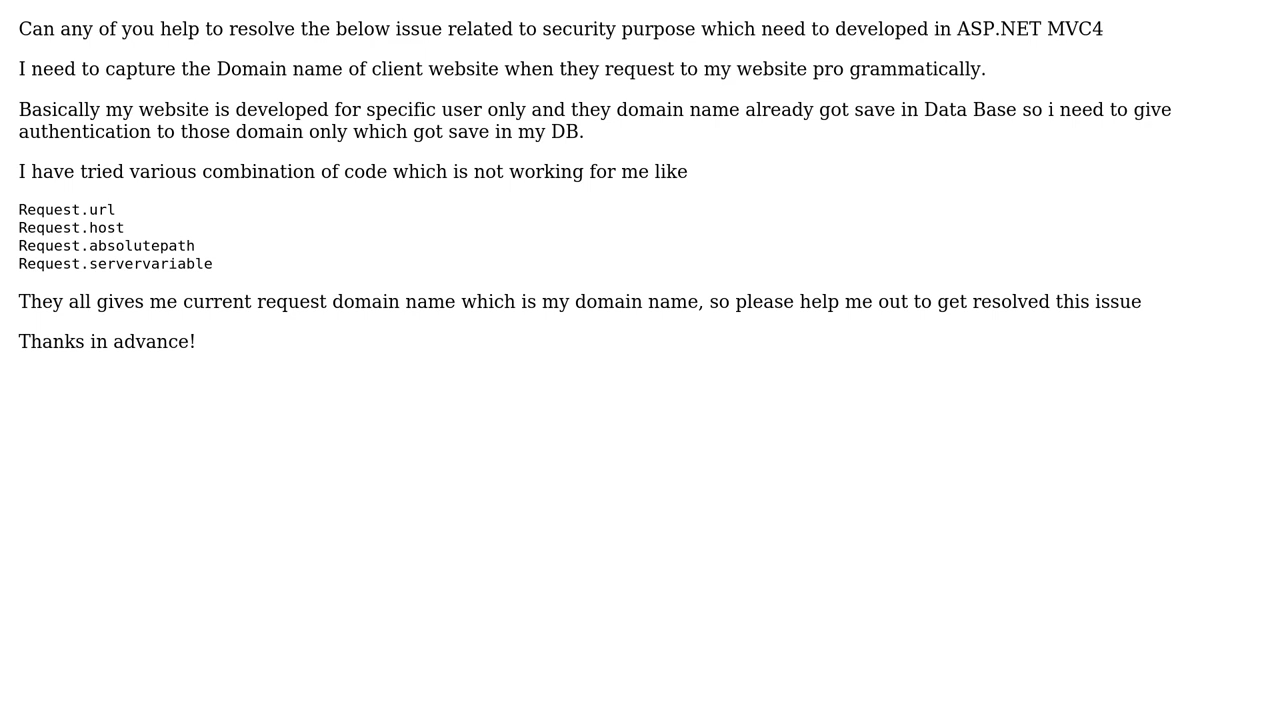 Can any of you help to resolve the below issue related to security purpose which need to developed in ASP.NET MVC4
I need to capture the Domain name of client website when they request to my website pro grammatically.
Basically my website is developed for specific user only and they domain name already got save in Data Base so i need to give
authentication to those domain only which got save in my DB.
I have tried various combination of code which is not working for me like
Request.url
Request.host
Request.absolutepath
Request.servervariable
They all gives me current request domain name which is my domain name, so please help me out to get resolved this issue
Thanks in advance!